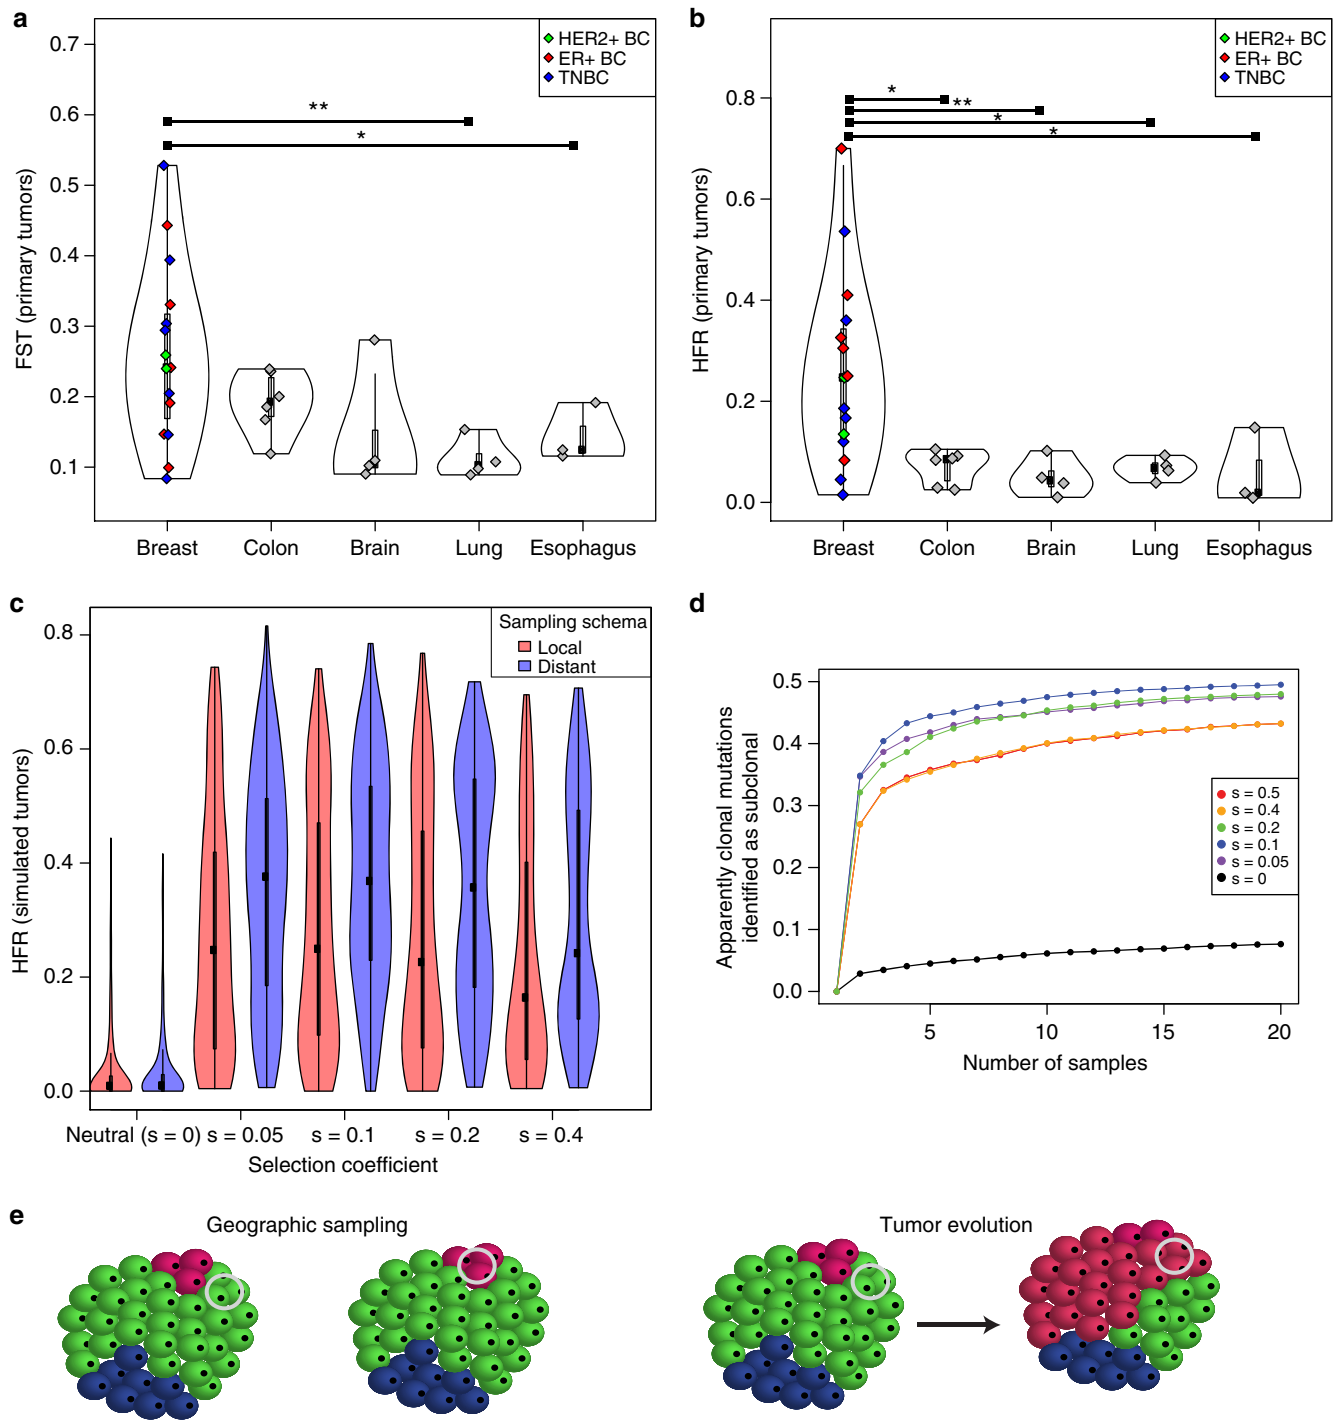 a
0.7
0.6
0.5
0.4
0.3
0.2
0.1
FST (primary tumors)
HER2+ BC
ER+ BC
TNBC
**
*
Breast
Colon
Brain
Lung
Esophagus
b
0.8
0.6
0.4
0.2
0.0
HFR (primary tumors)
HER2+ BC
ER+ BC
TNBC
*
**
*
*
Breast
Colon
Brain
Lung
Esophagus
c
0.8
0.6
0.4
0.2
0.0
HFR (simulated tumors)
Sampling schema
Local
Distant
Neutral (s = 0)
s = 0.05
s = 0.1
s = 0.2
s = 0.4
Selection coefficient
d
0.5
0.4
0.3
0.2
0.1
0.0
Apparently clonal mutations
identified as subclonal
s = 0.5
s = 0.4
s = 0.2
s = 0.1
s = 0.05
s = 0
5
10
15
20
Number of samples
e
Geographic sampling
Tumor evolution